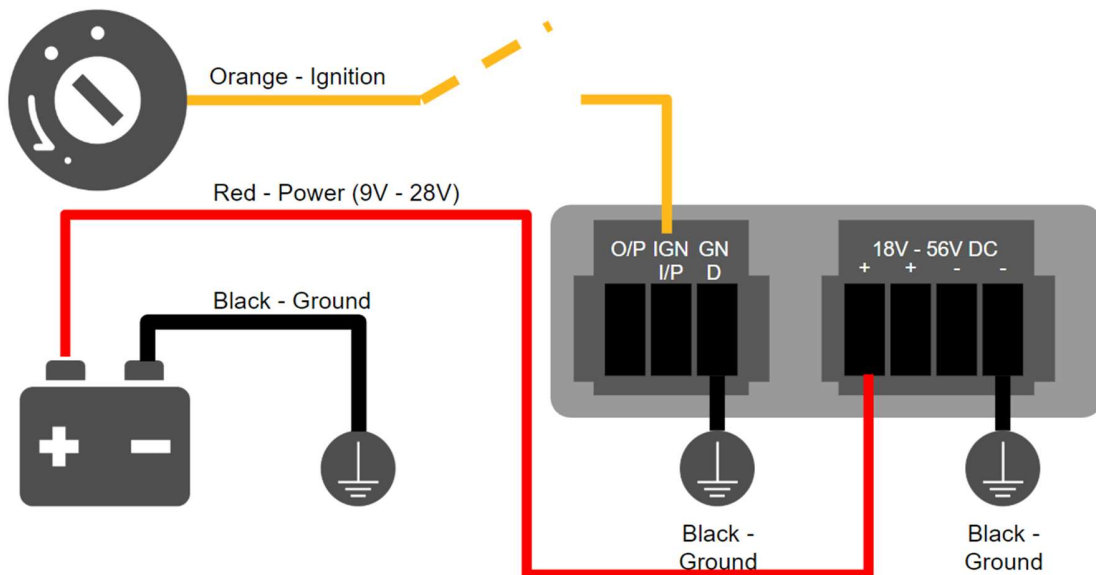 Orange - Ignition
Red - Power (9V - 28V)
O/P IGN GN
I/P D
18V - 56V DC
+ + - -
Black - Ground
Black -
Ground
Black -
Ground